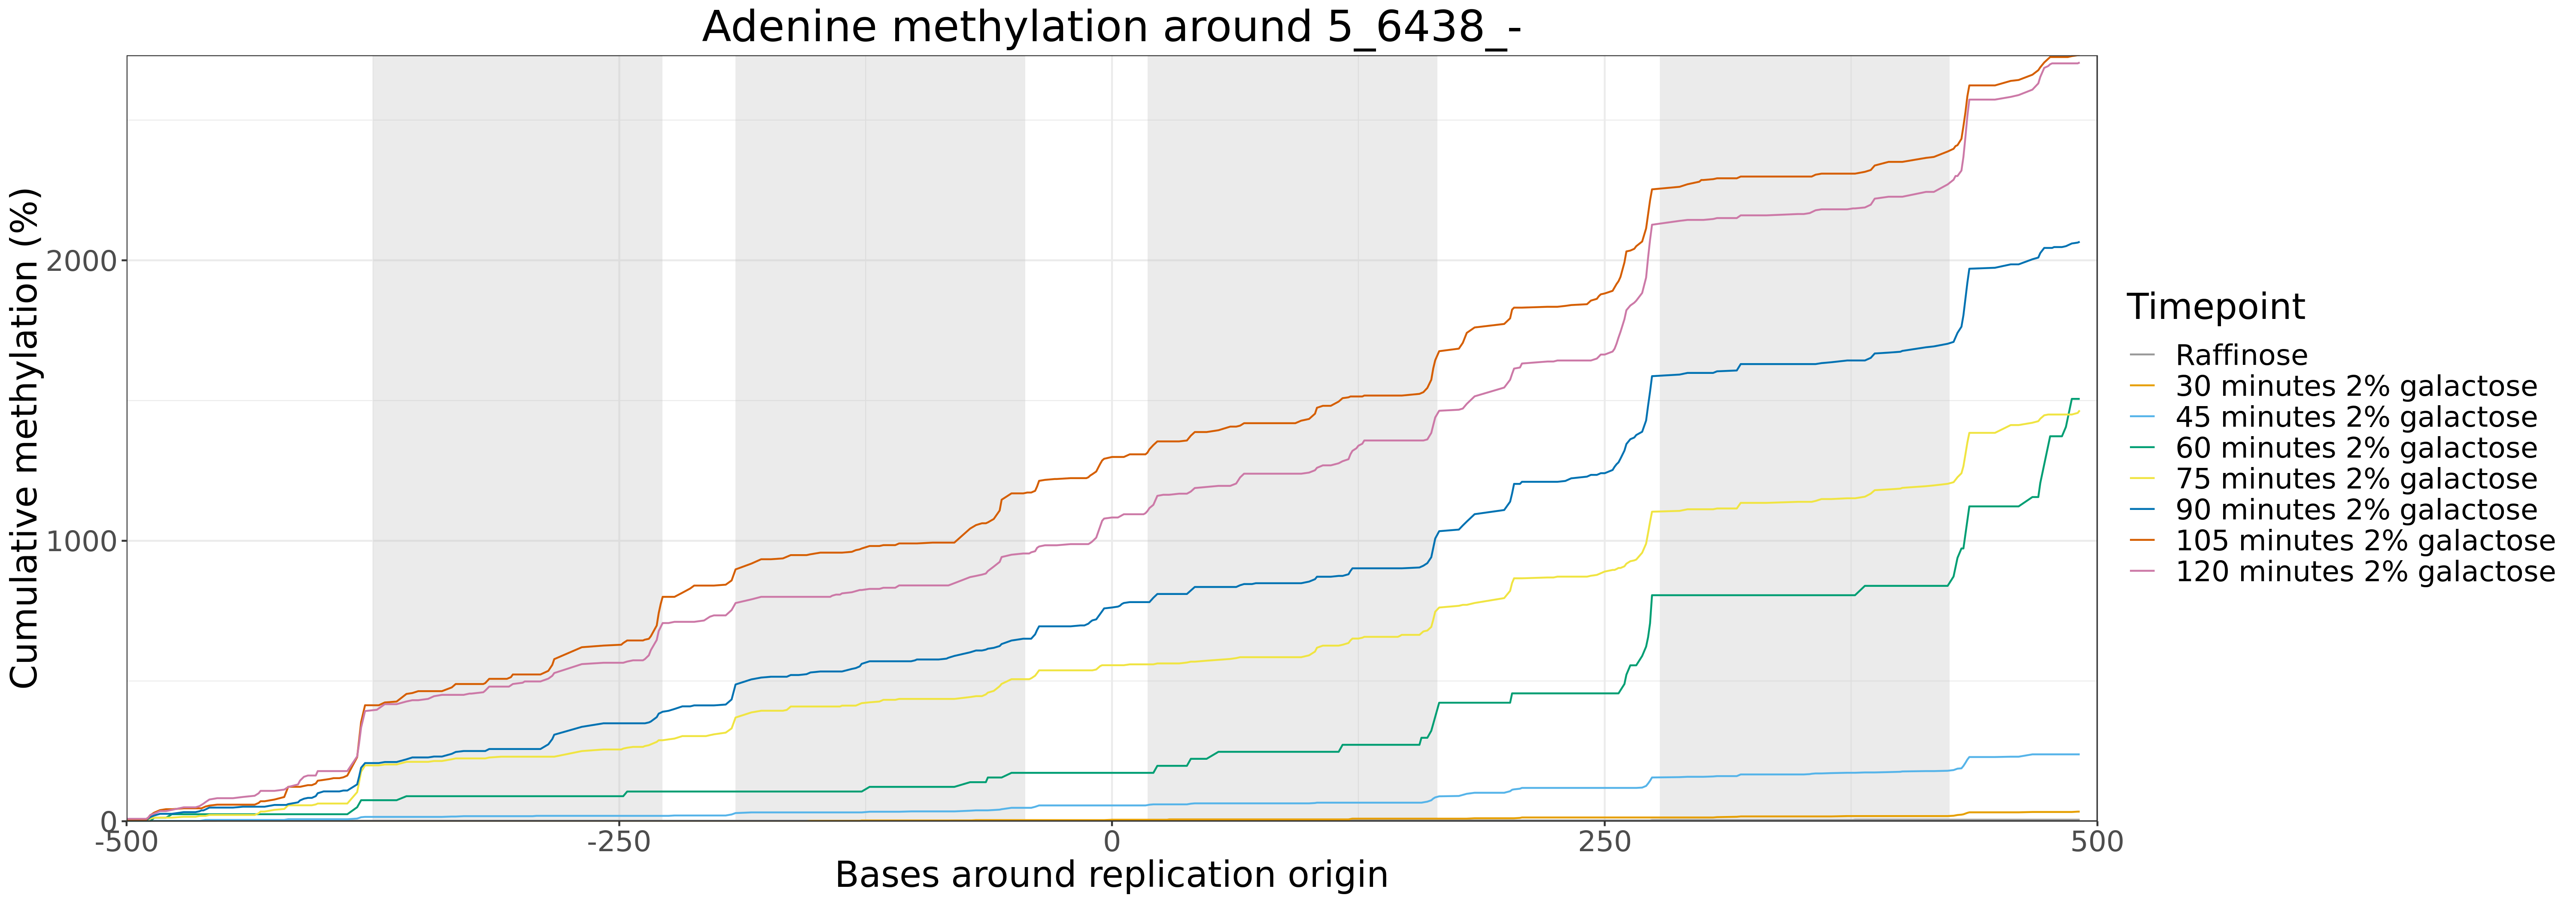 Adenine methylation around 5_6438_-
Cumulative methylation (%)
2000
1000
0
-500
-250
0
250
500
Bases around replication origin
Timepoint
Raffinose
30 minutes 2% galactose
45 minutes 2% galactose
60 minutes 2% galactose
75 minutes 2% galactose
90 minutes 2% galactose
105 minutes 2% galactose
120 minutes 2% galactose